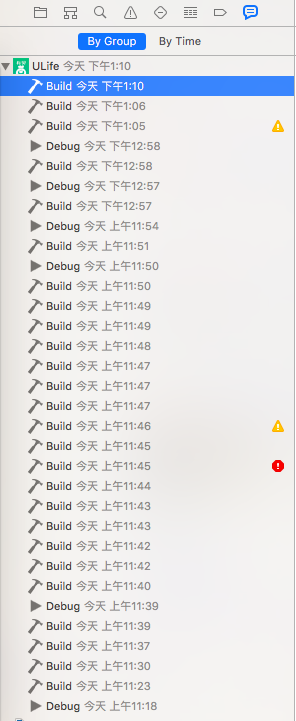 By Group By Time
ULife 今天 下午1:10
Build 今天 下午1:10
Build 今天 下午1:06
Build 今天 下午1:05
Debug 今天 下午12:58
Build 今天 下午12:58
Debug 今天 下午12:57
Build 今天 下午12:57
Debug 今天 上午11:54
Build 今天 上午11:51
Debug 今天 上午11:50
Build 今天 上午11:50
Build 今天 上午11:49
Build 今天 上午11:49
Build 今天 上午11:48
Build 今天 上午11:47
Build 今天 上午11:47
Build 今天 上午11:47
Build 今天 上午11:46
Build 今天 上午11:45
Build 今天 上午11:45
Build 今天 上午11:44
Build 今天 上午11:43
Build 今天 上午11:43
Build 今天 上午11:42
Build 今天 上午11:42
Build 今天 上午11:40
Debug 今天 上午11:39
Build 今天 上午11:39
Build 今天 上午11:37
Build 今天 上午11:30
Build 今天 上午11:23
Debug 今天 上午11:18